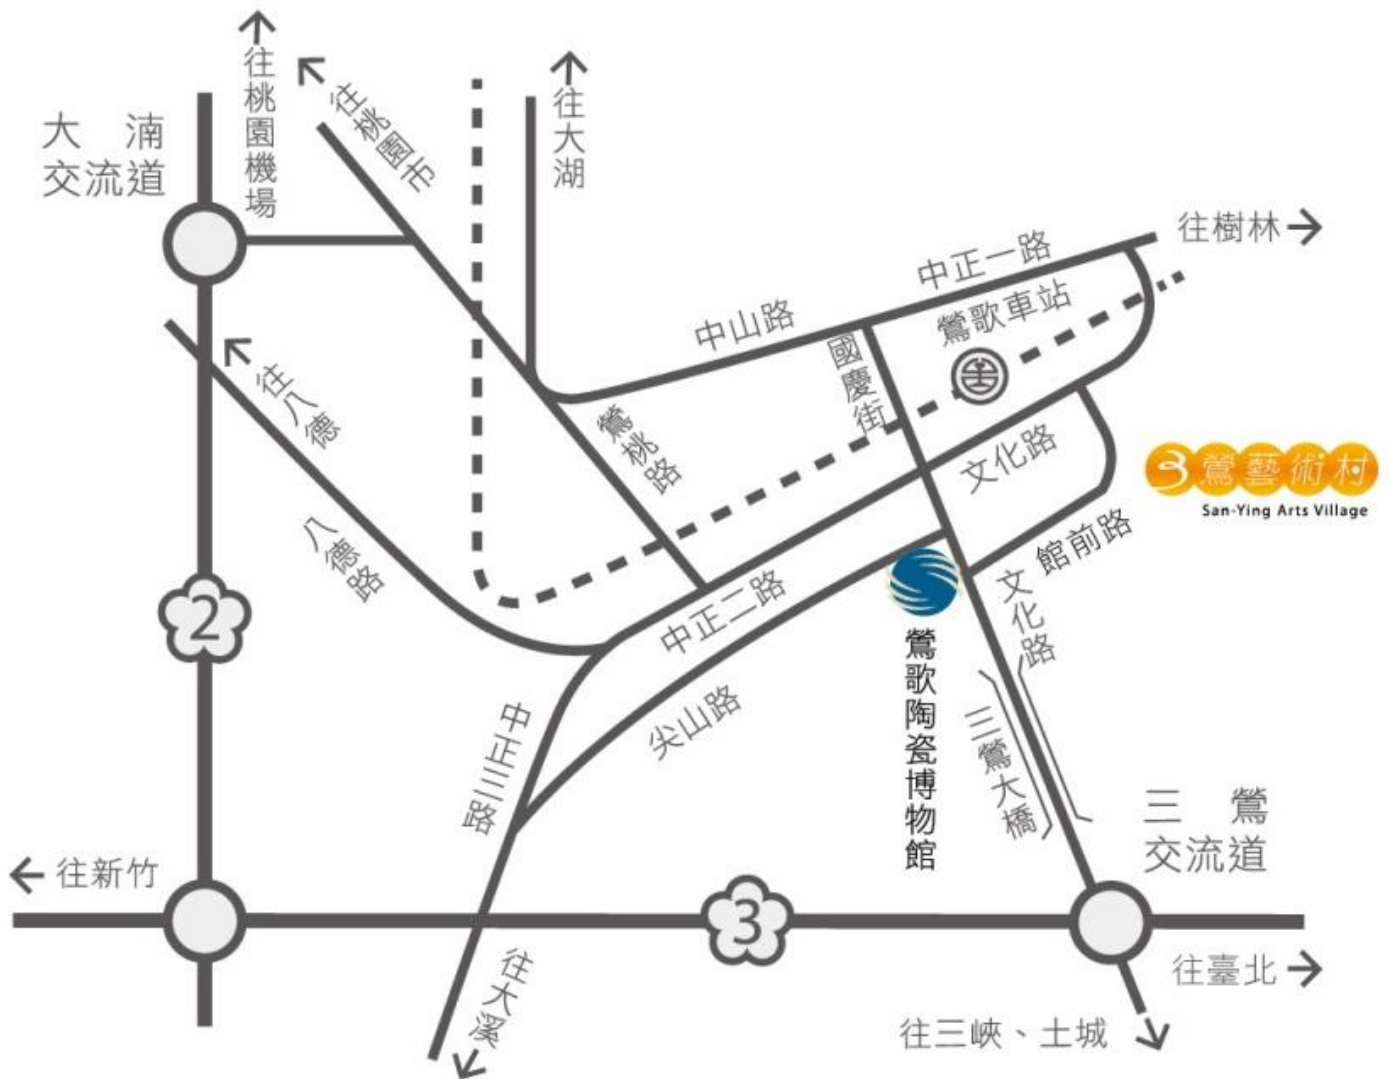 往桃園機場
往桃園市
往大湖
大湳
交流道
往樹林
中正一路
鶯歌車站
中山路
國慶街
往八德
鶯桃路
文化路
3鶯藝術村
San-Ying Arts Village
八德路
館前路
2
中正二路
文化路
鶯歌陶瓷博物館
尖山路
中正三路
三鶯大橋
三鶯
交流道
往新竹
3
往大溪
往臺北
往三峽、土城